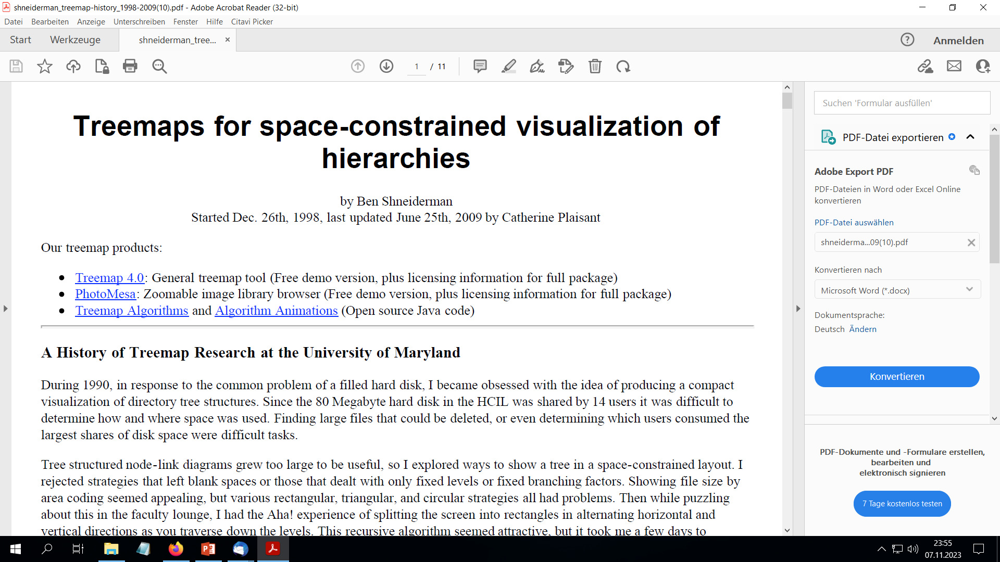 shneiderman_treemap-history_1998-2009(10).pdf - Adobe Acrobat Reader (32-bit)
Datei Bearbeiten Anzeige Unterschreiben Fenster Hilfe Citavi Picker
Start Werkzeuge shneiderman_tree... Anmelden
1 / 11
Treemaps for space-constrained visualization of
hierarchies
by Ben Shneiderman
Started Dec. 26th, 1998, last updated June 25th, 2009 by Catherine Plaisant
Our treemap products:
• Treemap 4.0: General treemap tool (Free demo version, plus licensing information for full package)
• PhotoMesa: Zoomable image library browser (Free demo version, plus licensing information for full package)
• Treemap Algorithms and Algorithm Animations (Open source Java code)
A History of Treemap Research at the University of Maryland
During 1990, in response to the common problem of a filled hard disk, I became obsessed with the idea of producing a compact
visualization of directory tree structures. Since the 80 Megabyte hard disk in the HCIL was shared by 14 users it was difficult to
determine how and where space was used. Finding large files that could be deleted, or even determining which users consumed the
largest shares of disk space were difficult tasks.
Tree structured node-link diagrams grew too large to be useful, so I explored ways to show a tree in a space-constrained layout. I
rejected strategies that left blank spaces or those that dealt with only fixed levels or fixed branching factors. Showing file size by
area coding seemed appealing, but various rectangular, triangular, and circular strategies all had problems. Then while puzzling
about this in the faculty lounge, I had the Aha! experience of splitting the screen into rectangles in alternating horizontal and
vertical directions as you traverse down the levels. This recursive algorithm seemed attractive, but it took me a few days to
Suchen 'Formular ausfüllen'
PDF-Datei exportieren
Adobe Export PDF
PDF-Dateien in Word oder Excel Online
konvertieren
PDF-Datei auswählen
shneiderma...09(10).pdf
Konvertieren nach
Microsoft Word (*.docx)
Dokumentsprache:
Deutsch Ändern
Konvertieren
PDF-Dokumente und -Formulare erstellen,
bearbeiten und
elektronisch signieren
7 Tage kostenlos testen
23:55
07.11.2023